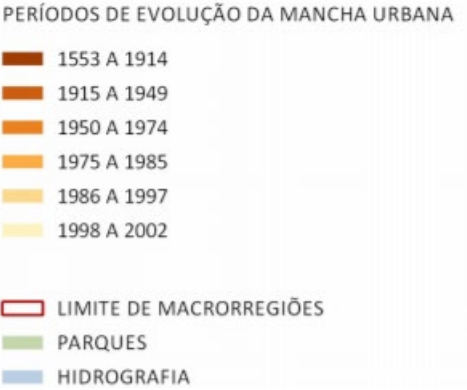 PERÍODOS DE EVOLUÇÃO DA MANCHA URBANA
1553 A 1914
1915 A 1949
1950 A 1974
1975 A 1985
1986 A 1997
1998 A 2002
LIMITE DE MACRORREGIÕES
PARQUES
HIDROGRAFIA